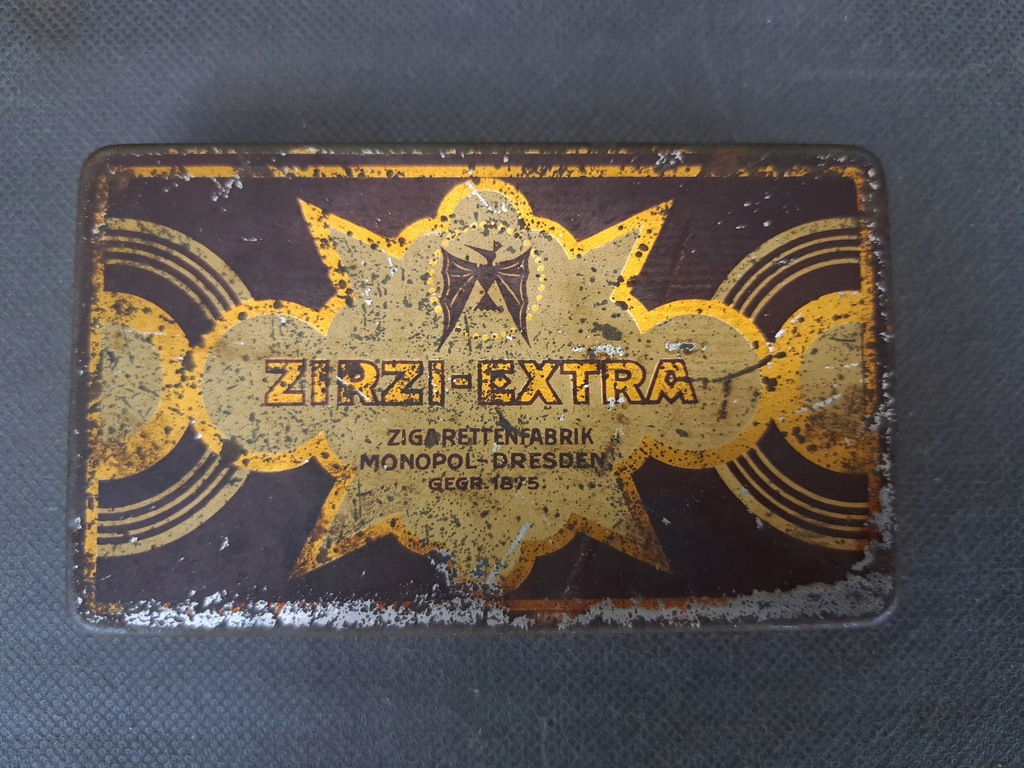 ZIRZI-EXTRA
ZIGARETTENFABRIK
MONOPOL-DRESDEN
GEGR. 1875.